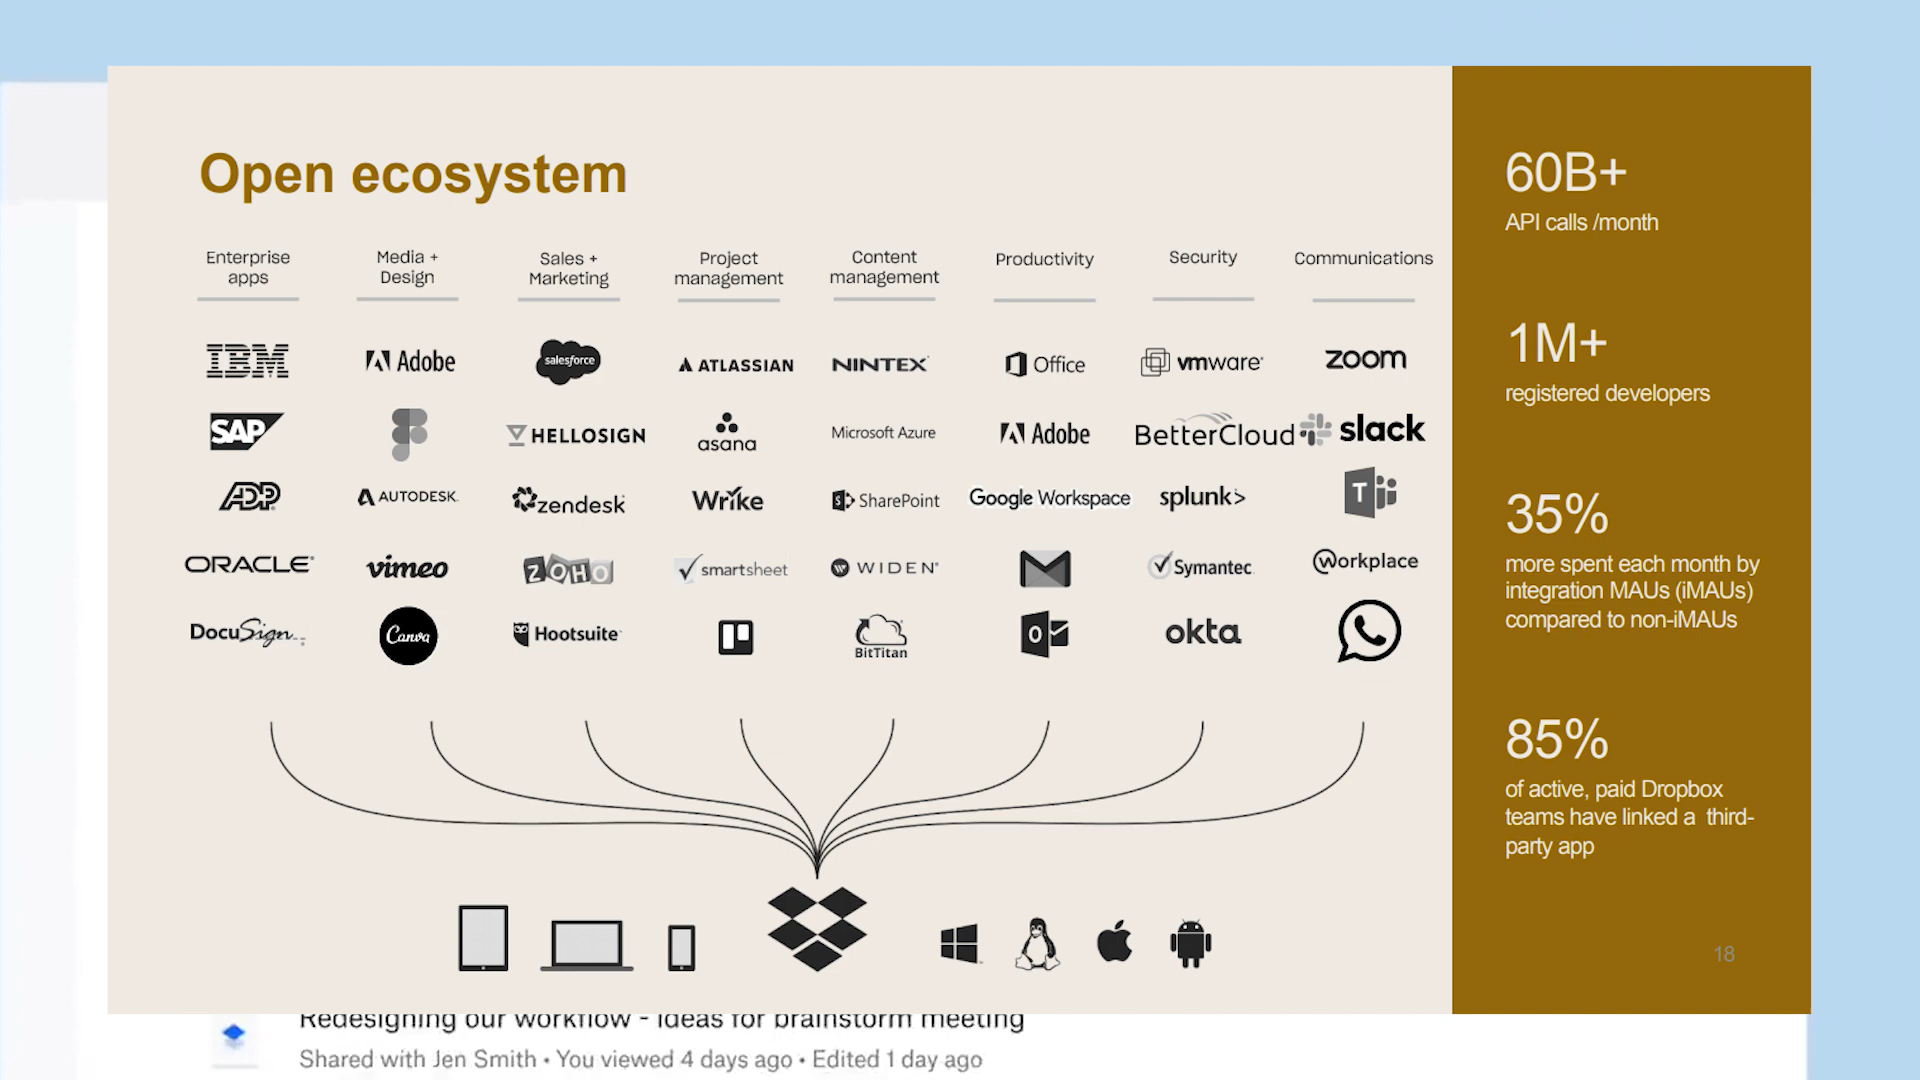 Open ecosystem
Enterprise
apps
Media +
Design
Sales +
Marketing
Project
management
Content
management
Productivity
Security
Communications
IBM
Adobe
salesforce
ATLASSIAN
NINTEX
Office
vmware
zoom
SAP
HELLOSIGN
asana
Microsoft Azure
Adobe
BetterCloud
slack
ADP
AUTODESK
zendesk
Wrike
S SharePoint
Google Workspace
splunk>
T
ORACLE
vimeo
ZOHO
smartsheet
WIDEN
Symantec
workplace
DocuSign
Canva
Hootsuite
BitTitan
O
okta
60B+
API calls /month
1M+
registered developers
35%
more spent each month by
integration MAUs (iMAUs)
compared to non-iMAUs
85%
of active, paid Dropbox
teams have linked a third-
party app
18
Redesigning our workflow - ideas for brainstorm meeting
Shared with Jen Smith • You viewed 4 days ago • Edited 1 day ago